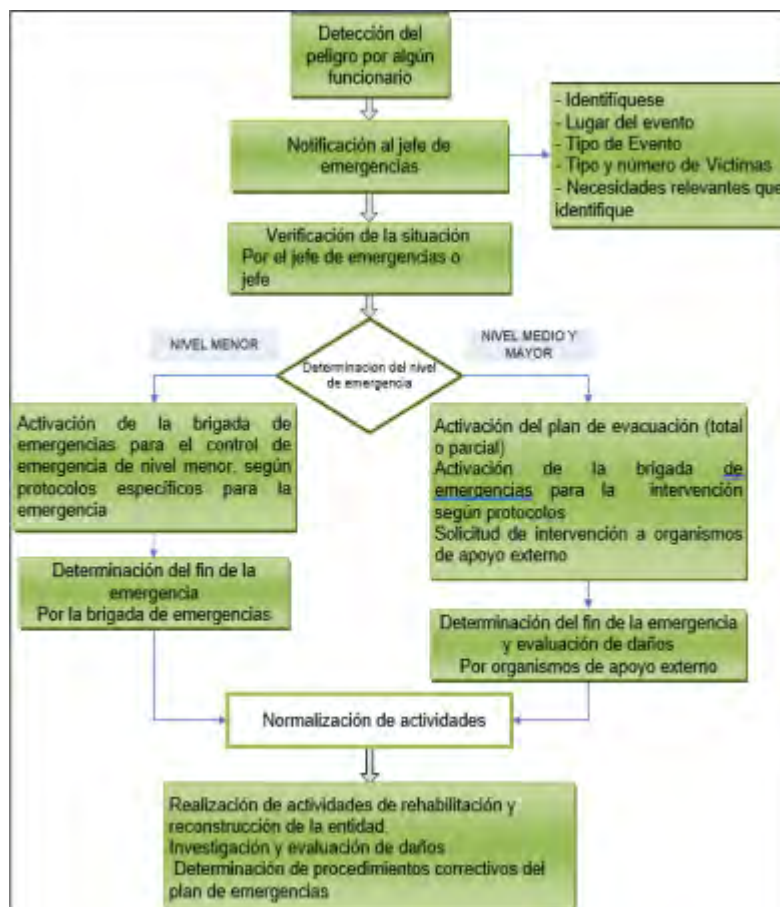 Detección del
peligro por algún
funcionario
Notificación al jefe de
emergencias
- Identifíquese
- Lugar del evento
- Tipo de Evento
- Tipo y número de Victimas
- Necesidades relevantes que
identifique
Verificación de la situación
Por el jefe de emergencias o
jefe
NIVEL MENOR
Determinacion del nivel
de emergencia
NIVEL MEDIO Y
MAYOR
Activación de la brigada de
emergencias para el control de
emergencia de nivel menor, según
protocolos específicos para la
emergencia
Activación del plan de evacuación (total
o parcial)
Activación de la brigada de
emergencias para la intervención
según protocolos
Solicitud de intervención a organismos
de apoyo externo
Determinación del fin de la
emergencia
Por la brigada de emergencias
Determinación del fin de la emergencia
y evaluación de daños
Por organismos de apoyo externo
Normalización de actividades
Realización de actividades de rehabilitación y
reconstrucción de la entidad
Investigación y evaluación de daños
Determinación de procedimientos correctivos del
plan de emergencias